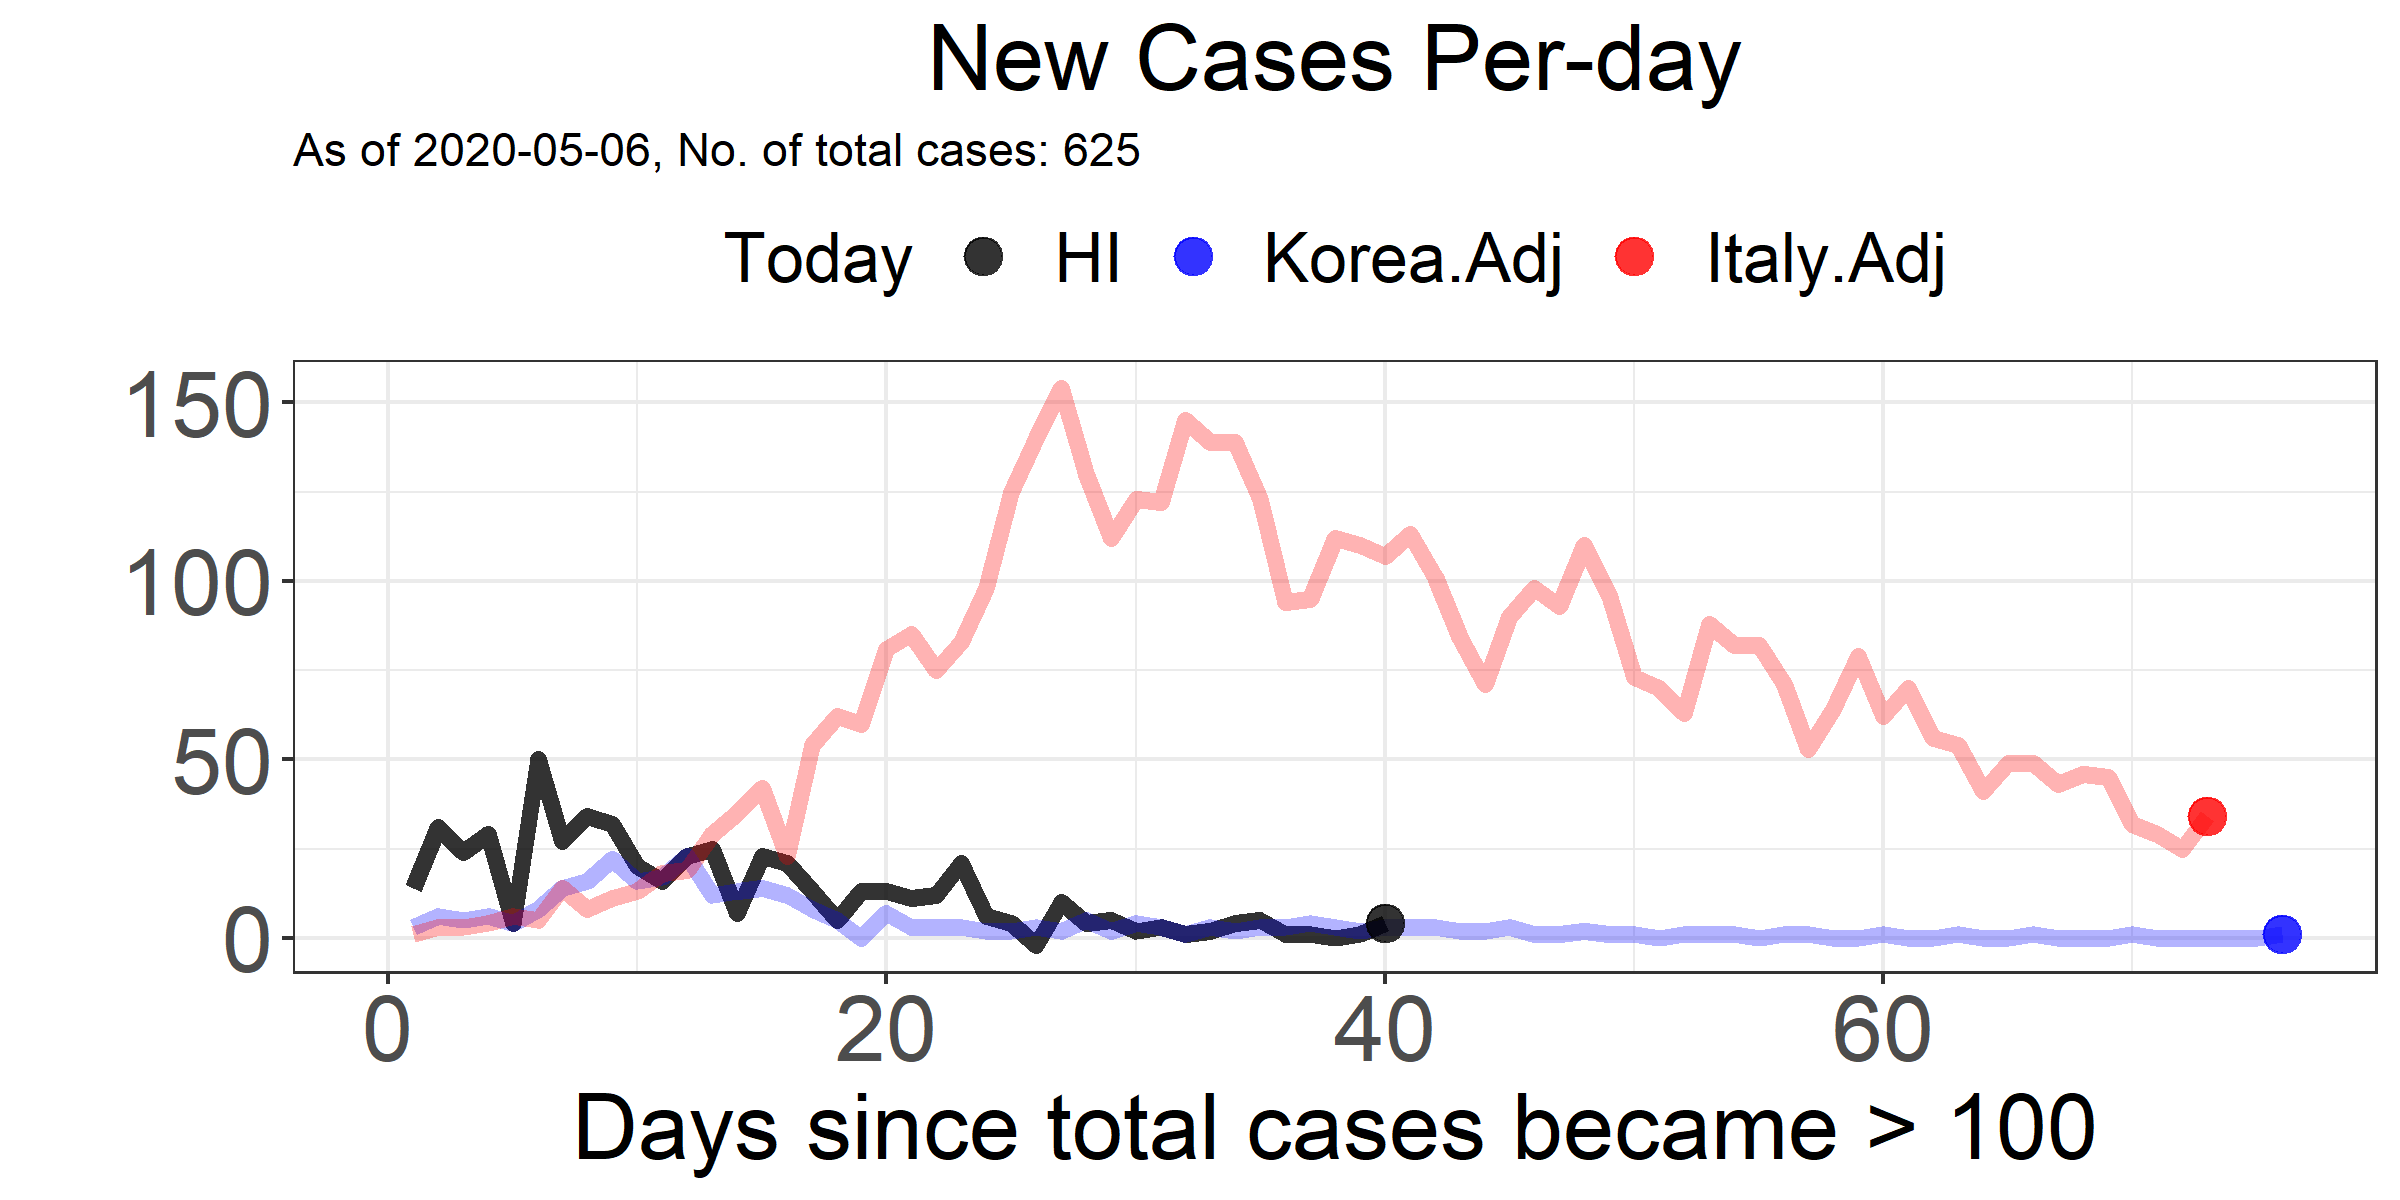 New Cases Per-day
As of 2020-05-06, No. of total cases: 625
Today HI Korea.Adj Italy.Adj
150
100
50
0
0 20 40 60
Days since total cases became > 100